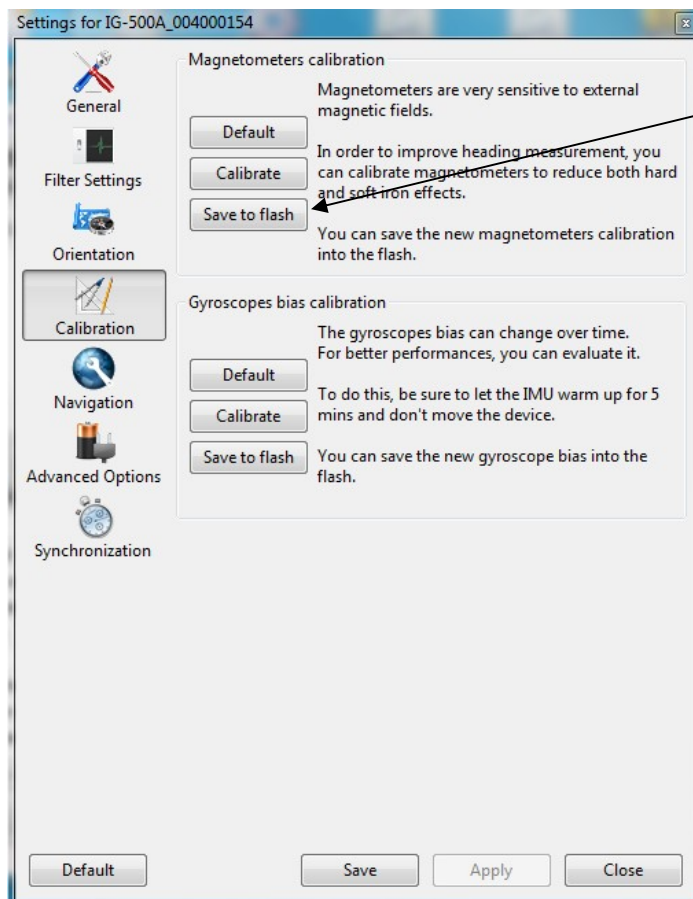 Settings for IG-500A_004000154
General
Filter Settings
Orientation
Calibration
Navigation
Advanced Options
Synchronization
Magnetometers calibration
Default
Calibrate
Save to flash
Magnetometers are very sensitive to external
magnetic fields.
In order to improve heading measurement, you
can calibrate magnetometers to reduce both hard
and soft iron effects.
You can save the new magnetometers calibration
into the flash.
Gyroscopes bias calibration
Default
Calibrate
Save to flash
The gyroscopes bias can change over time.
For better performances, you can evaluate it.
To do this, be sure to let the IMU warm up for 5
mins and don't move the device.
You can save the new gyroscope bias into the
flash.
Default
Save
Apply
Close